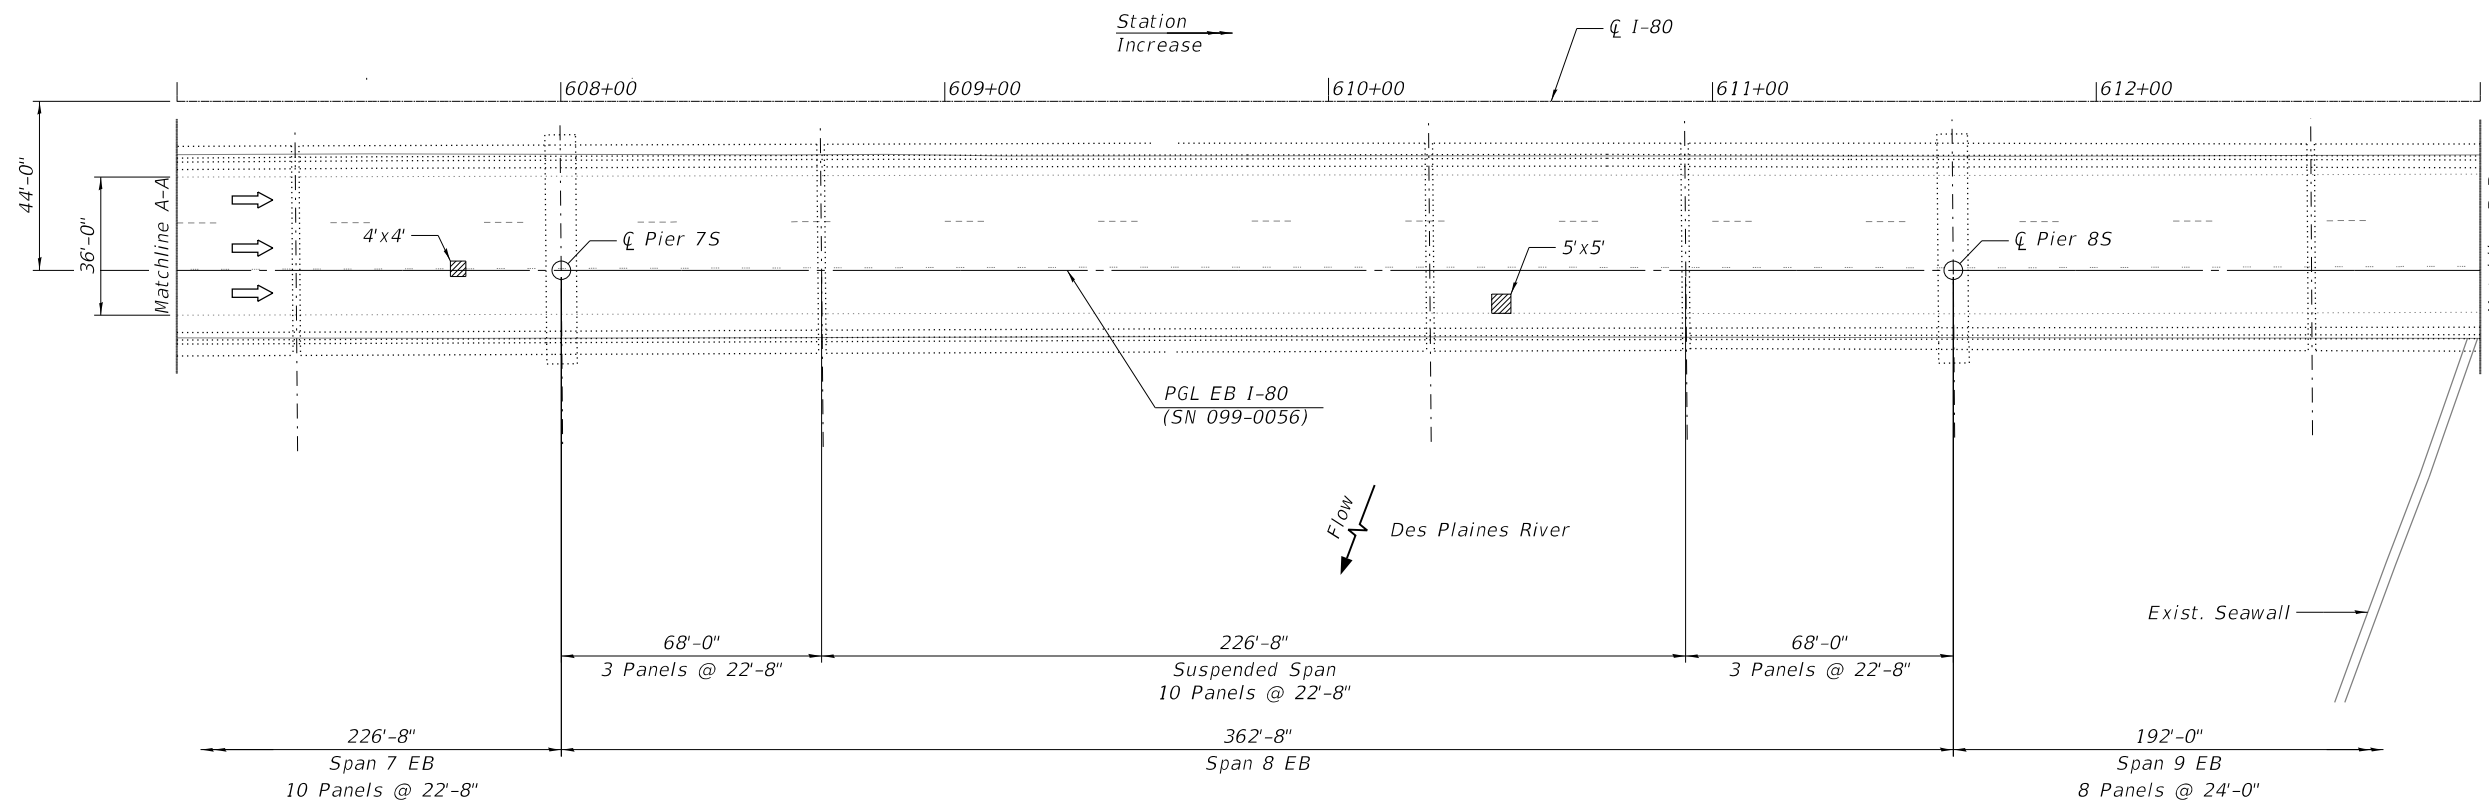 Station
Increase
℄ I-80
608+00
609+00
610+00
611+00
612+00
44'-0"
36'-0"
Matchline A-A
4'x4'
℄ Pier 7S
5'x5'
℄ Pier 8S
PGL EB I-80
(SN 099-0056)
Flow
Des Plaines River
Exist. Seawall
68'-0"
3 Panels @ 22'-8"
226'-8"
Suspended Span
10 Panels @ 22'-8"
68'-0"
3 Panels @ 22'-8"
226'-8"
Span 7 EB
10 Panels @ 22'-8"
362'-8"
Span 8 EB
192'-0"
Span 9 EB
8 Panels @ 24'-0"